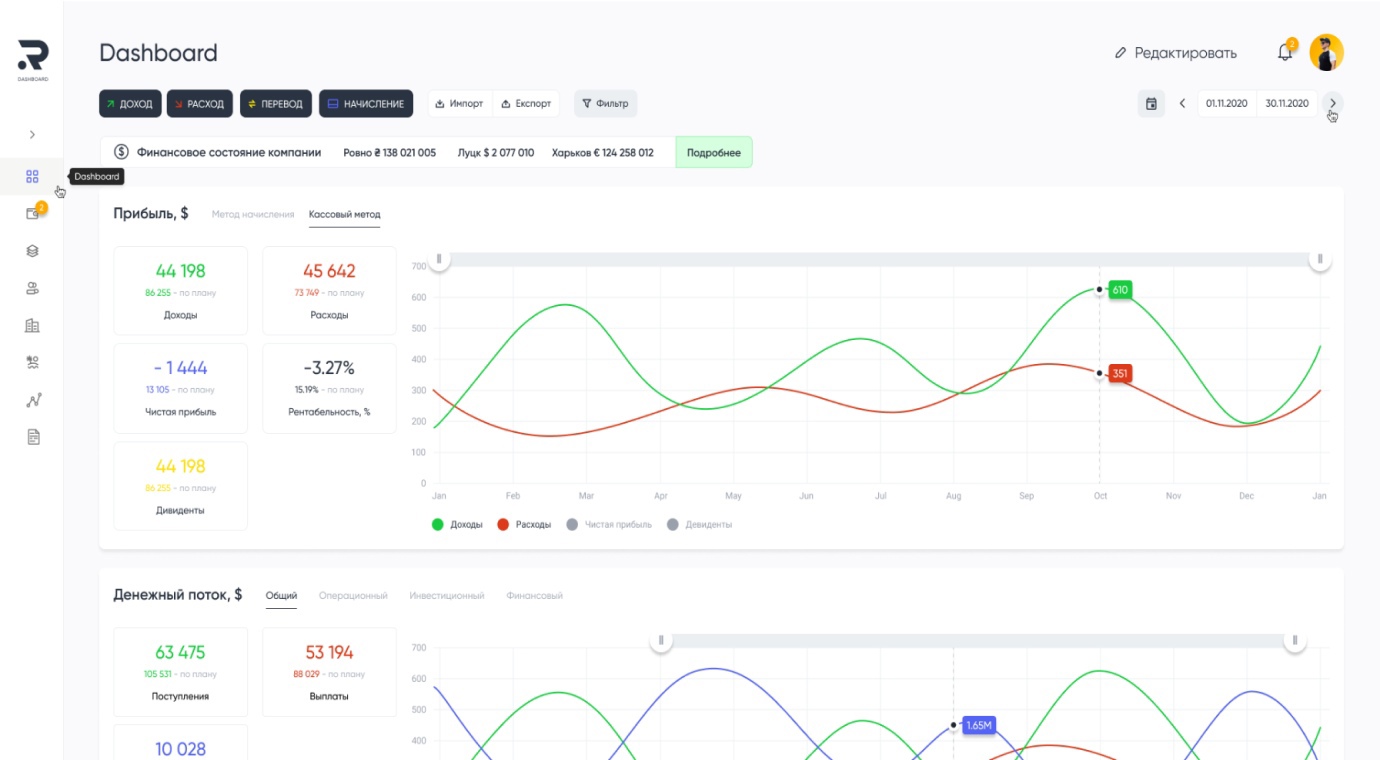 Dashboard
Редактировать
2
DASHBOARD
ДОХОД РАСХОД ПЕРЕВОД НАЧИСЛЕНИЕ Импорт Експорт Фильтр
01.11.2020 30.11.2020
Финансовое состояние компании Ровно ₴ 138 021 005 Луцк $ 2 077 010 Харьков € 124 258 012 Подробнее
Dashboard
2
Прибыль, $ Метод начисления Кассовый метод
44 198
86 255 - по плану
Доходы
45 642
73 749 - по плану
Расходы
- 1 444
13 105 - по плану
Чистая прибыль
-3.27%
15.19% - по плану
Рентабельность, %
44 198
86 255 - по плану
Дивиденты
700
600
500
400
300
200
100
0
610
351
Jan Feb Mar Apr May Jun Jul Aug Sep Oct Nov Dec Jan
Доходы Расходы Чистая прибыль Девиденты
Денежный поток, $ Общий Операционный Инвестиционный Финансовый
63 475
105 531 - по плану
Поступления
53 194
88 029 - по плану
Выплаты
10 028
700
600
500
400
1.65M